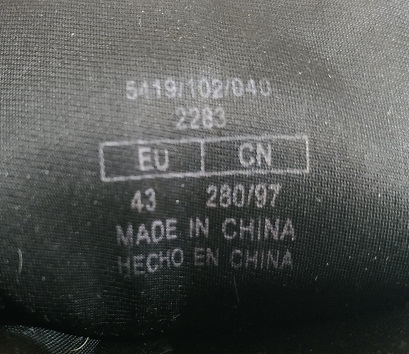 5419/102/040
2283
EU CN
43 280/97
MADE IN CHINA
HECHO EN CHINA